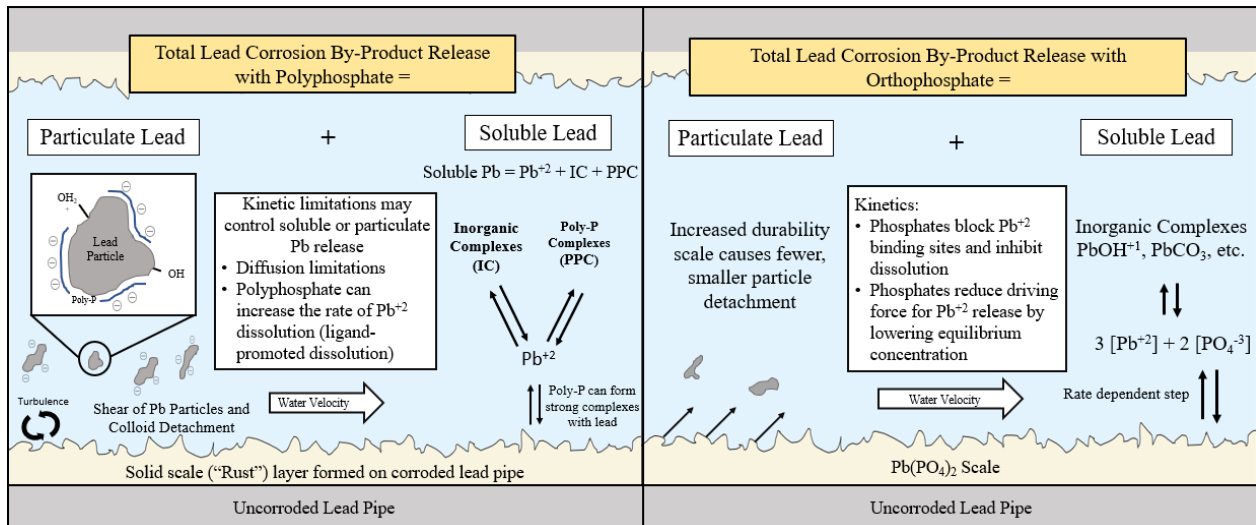 Total Lead Corrosion By-Product Release
with Polyphosphate =
Particulate Lead
+
Soluble Lead
Soluble Pb = Pb⁺² + IC + PPC
OH₂
+
Lead
Particle
OH
Poly-P
Kinetic limitations may
control soluble or particulate
Pb release
• Diffusion limitations
• Polyphosphate can
increase the rate of Pb⁺²
dissolution (ligand-
promoted dissolution)
Inorganic
Complexes
(IC)
Poly-P
Complexes
(PPC)
Pb⁺²
Turbulence
Shear of Pb Particles and
Colloid Detachment
Water Velocity
Poly-P can form
strong complexes
with lead
Solid scale (“Rust”) layer formed on corroded lead pipe
Uncorroded Lead Pipe
Total Lead Corrosion By-Product Release with
Orthophosphate =
Particulate Lead
+
Soluble Lead
Increased durability
scale causes fewer,
smaller particle
detachment
Kinetics:
• Phosphates block Pb⁺²
binding sites and inhibit
dissolution
• Phosphates reduce driving
force for Pb⁺² release by
lowering equilibrium
concentration
Inorganic Complexes
PbOH⁺¹, PbCO₃, etc.
3 [Pb⁺²] + 2 [PO₄⁻³]
Water Velocity
Rate dependent step
Pb(PO₄)₂ Scale
Uncorroded Lead Pipe